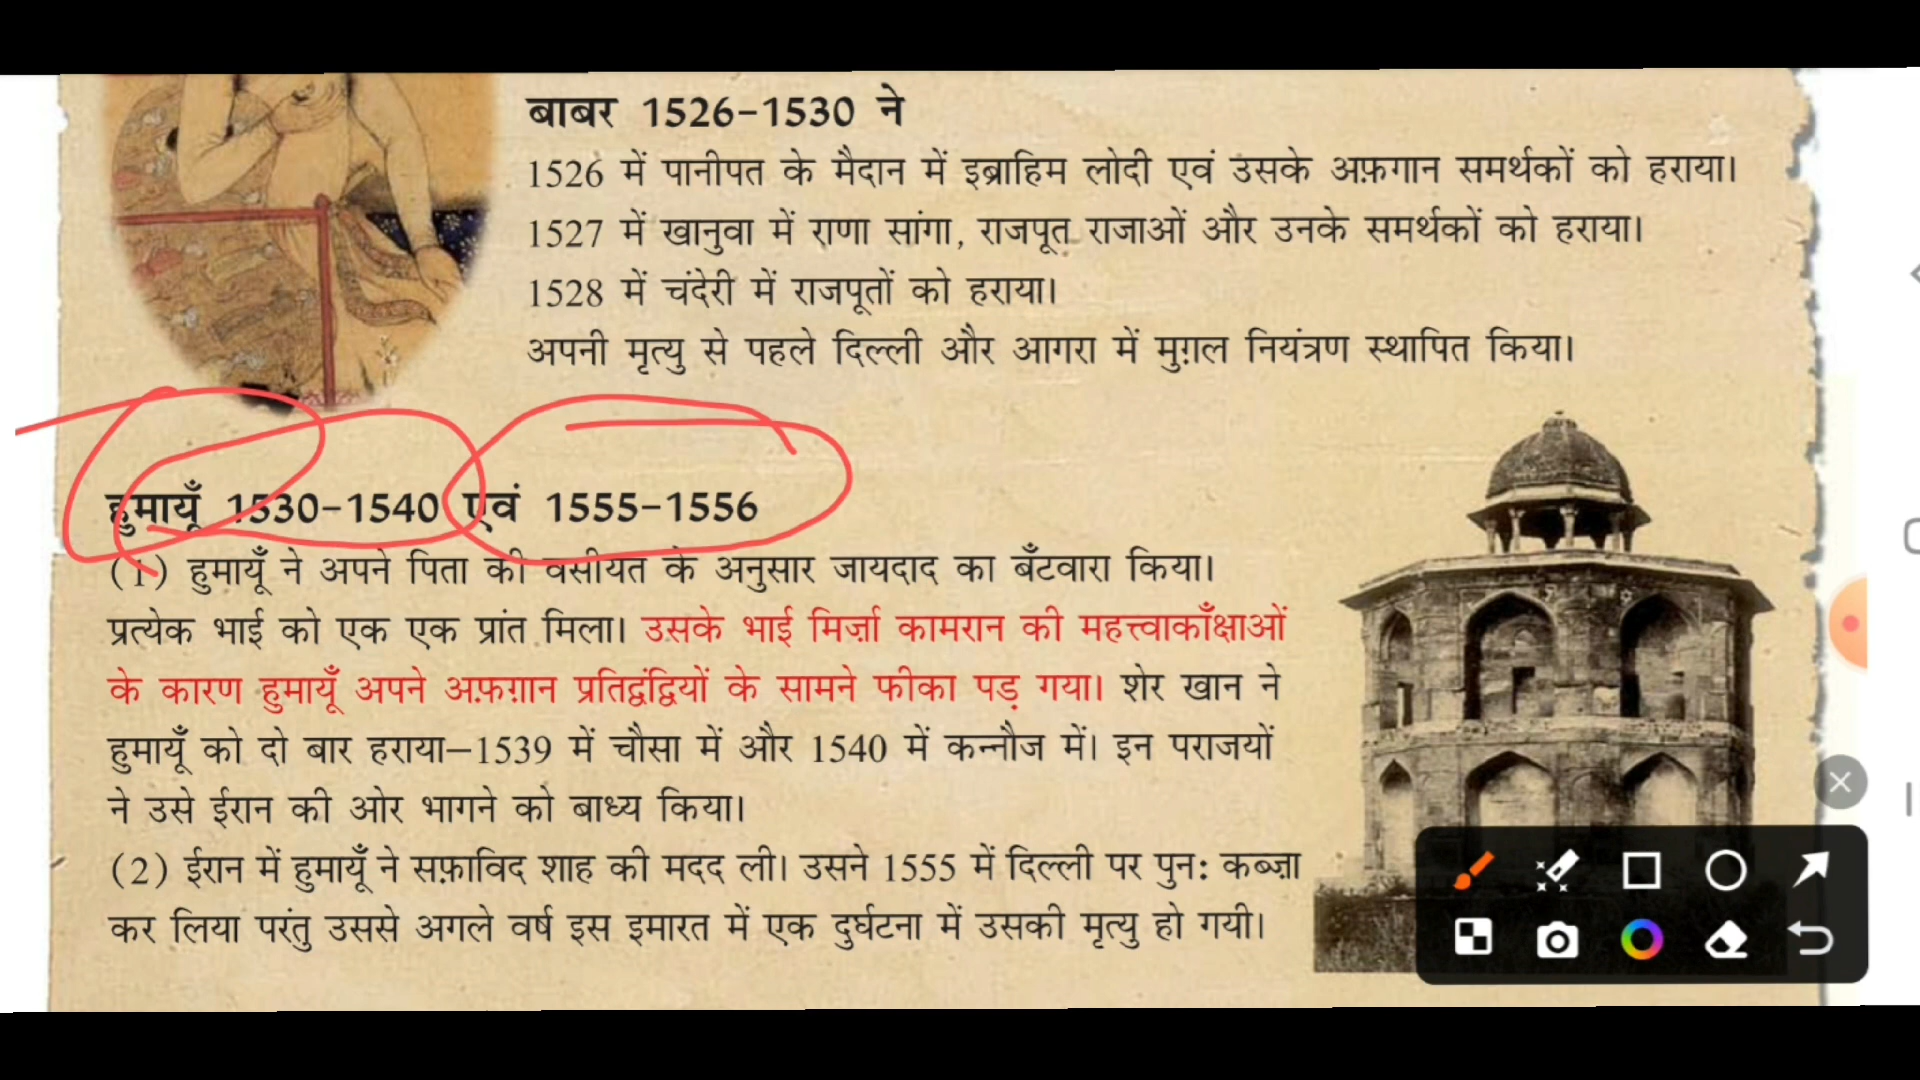 बाबर 1526–1530 ने
1526 में पानीपत के मैदान में इब्राहिम लोदी एवं उसके अफ़गान समर्थकों को हराया।
1527 में खानुवा में राणा सांगा, राजपूत राजाओं और उनके समर्थकों को हराया।
1528 में चंदेरी में राजपूतों को हराया।
अपनी मृत्यु से पहले दिल्ली और आगरा में मुग़ल नियंत्रण स्थापित किया।
हुमायूँ 1530–1540 एवं 1555–1556
(1) हुमायूँ ने अपने पिता की वसीयत के अनुसार जायदाद का बँटवारा किया।
प्रत्येक भाई को एक एक प्रांत मिला। उसके भाई मिर्ज़ा कामरान की महत्त्वाकाँक्षाओं
के कारण हुमायूँ अपने अफ़ग़ान प्रतिद्वंद्वियों के सामने फीका पड़ गया। शेर खान ने
हुमायूँ को दो बार हराया–1539 में चौसा में और 1540 में कन्नौज में। इन पराजयों
ने उसे ईरान की ओर भागने को बाध्य किया।
(2) ईरान में हुमायूँ ने सफ़ाविद शाह की मदद ली। उसने 1555 में दिल्ली पर पुन: कब्ज़ा
कर लिया परंतु उससे अगले वर्ष इस इमारत में एक दुर्घटना में उसकी मृत्यु हो गयी।